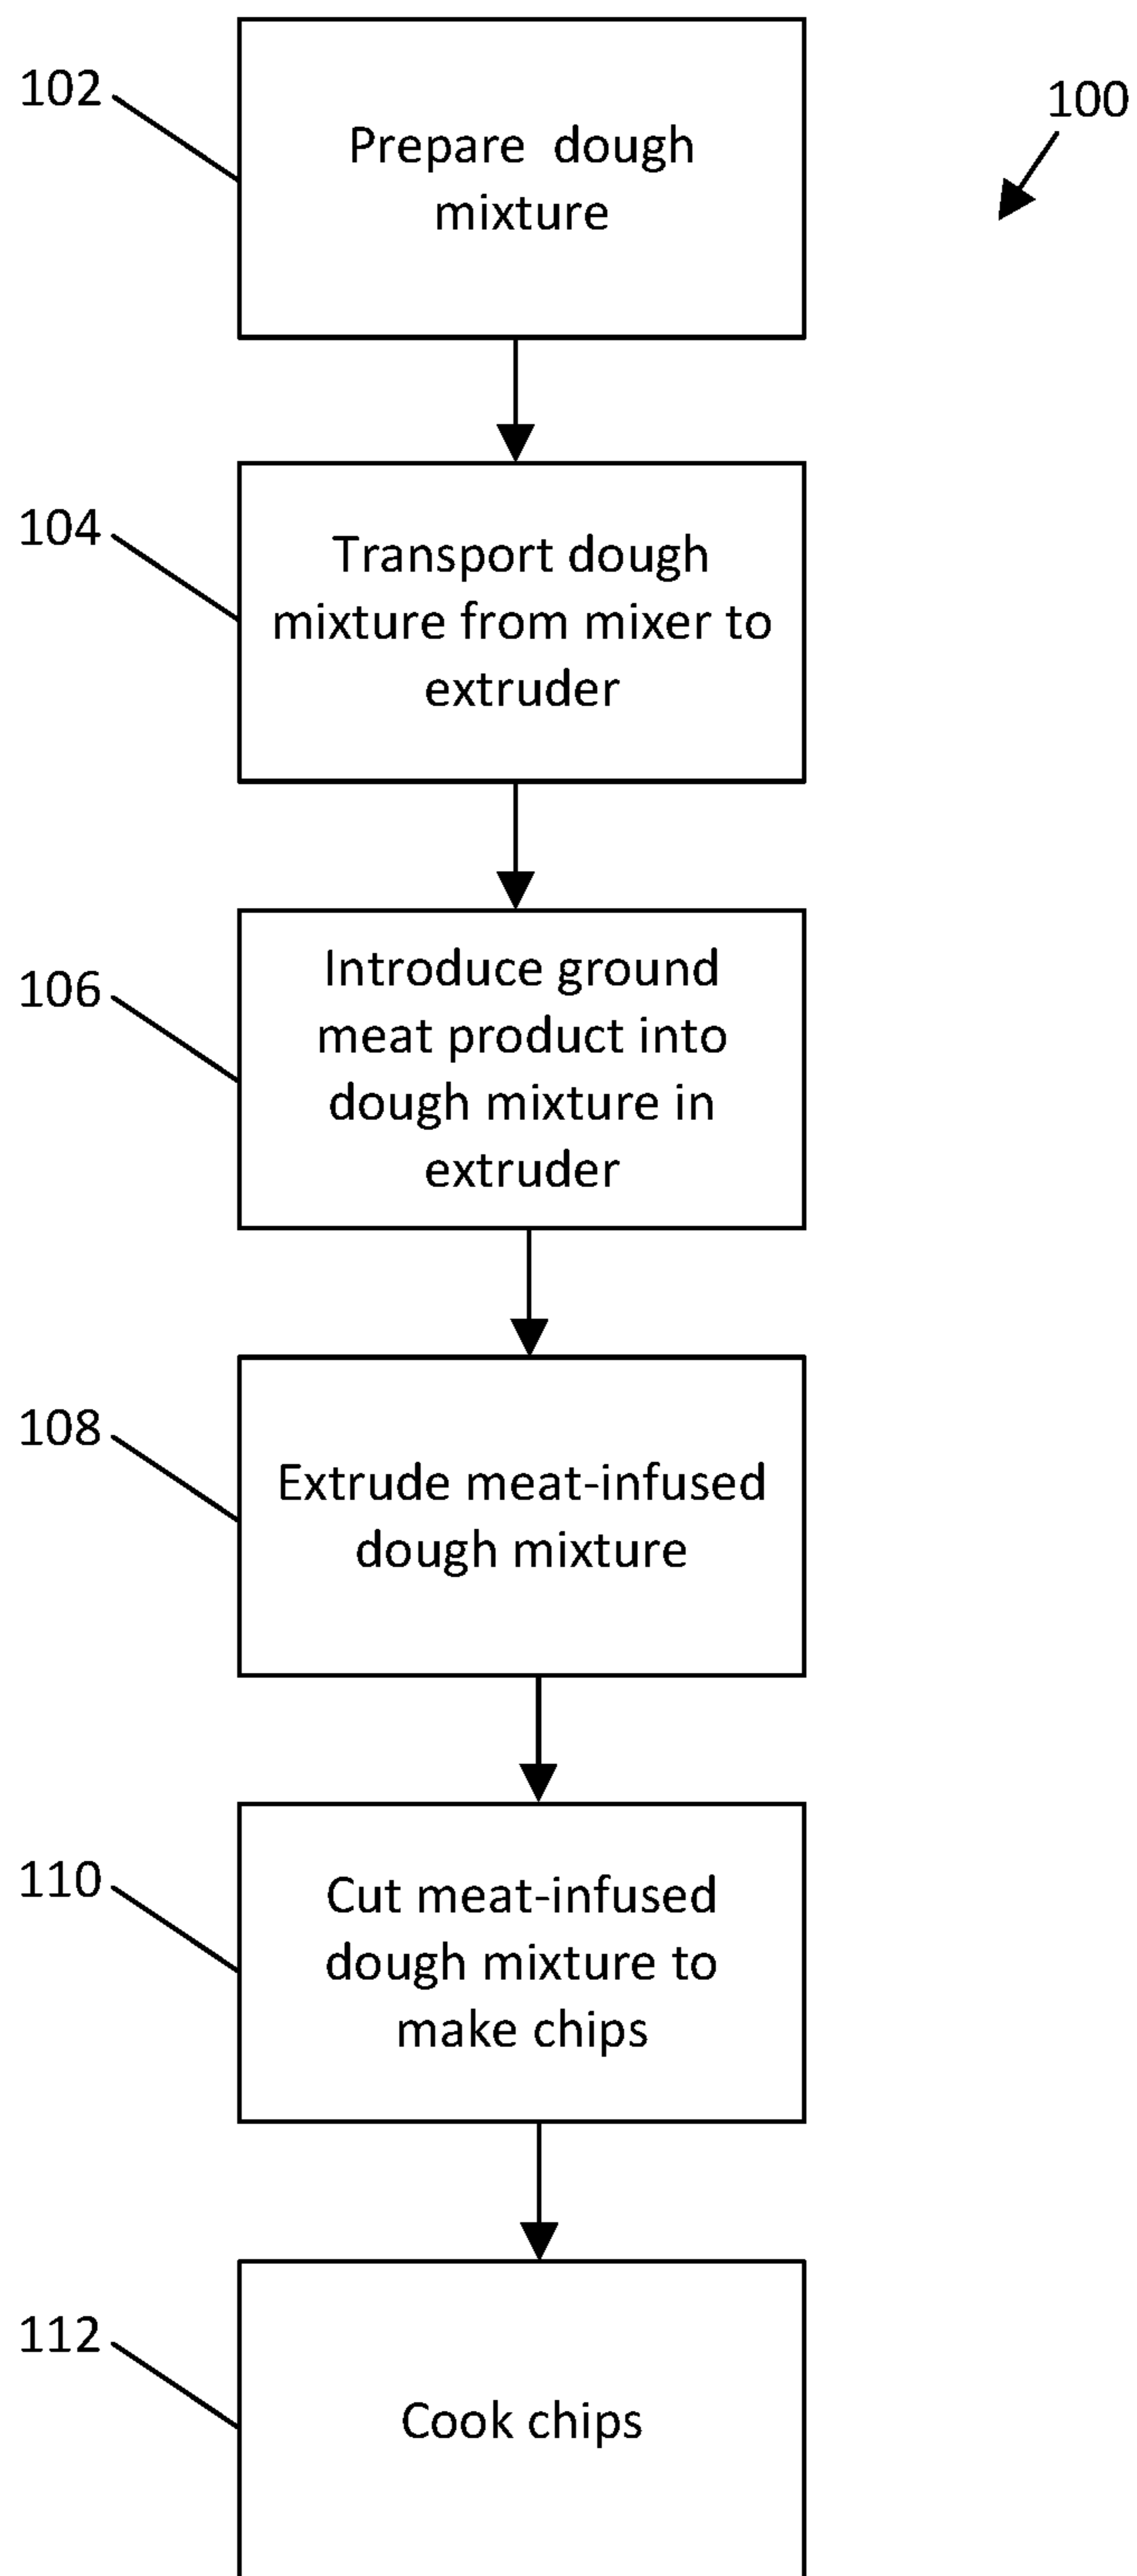 102
Prepare dough
mixture
100
104
Transport dough
mixture from mixer to
extruder
106
Introduce ground
meat product into
dough mixture in
extruder
108
Extrude meat-infused
dough mixture
110
Cut meat-infused
dough mixture to
make chips
112
Cook chips